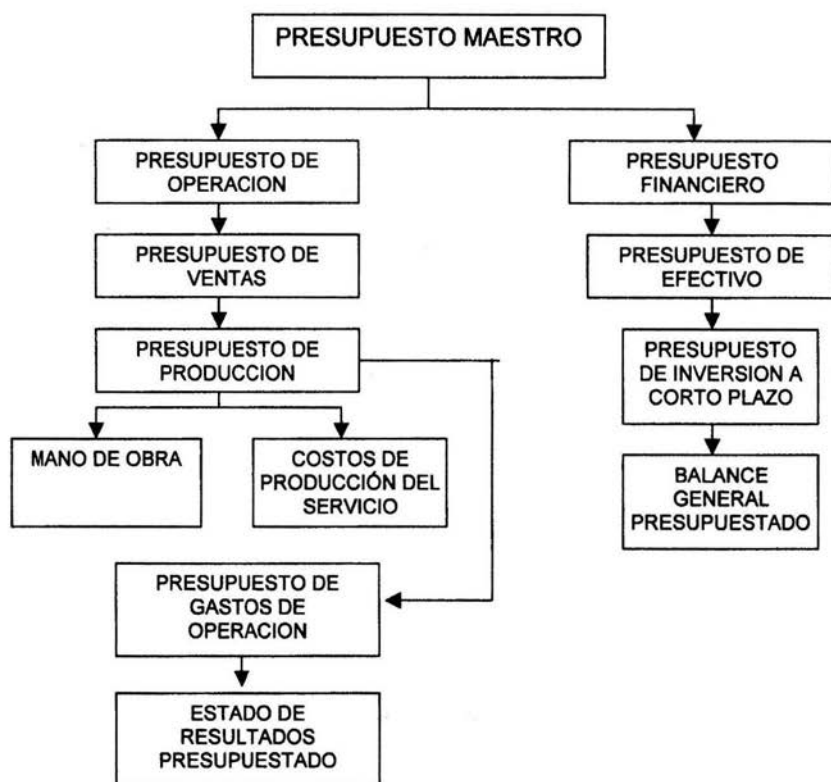 PRESUPUESTO MAESTRO
PRESUPUESTO DE
OPERACION
PRESUPUESTO DE
VENTAS
PRESUPUESTO DE
PRODUCCION
MANO DE OBRA
COSTOS DE
PRODUCCIÓN DEL
SERVICIO
PRESUPUESTO DE
GASTOS DE
OPERACION
ESTADO DE
RESULTADOS
PRESUPUESTADO
PRESUPUESTO
FINANCIERO
PRESUPUESTO DE
EFECTIVO
PRESUPUESTO
DE INVERSION A
CORTO PLAZO
BALANCE
GENERAL
PRESUPUESTADO